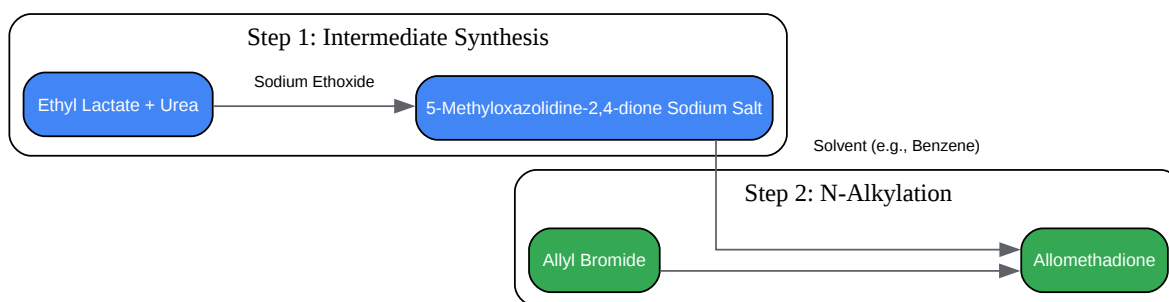 Step 1: Intermediate Synthesis
Sodium Ethoxide
Ethyl Lactate + Urea
5-Methyloxazolidine-2,4-dione Sodium Salt
Solvent (e.g., Benzene)
Step 2: N-Alkylation
Allyl Bromide
Allomethadione